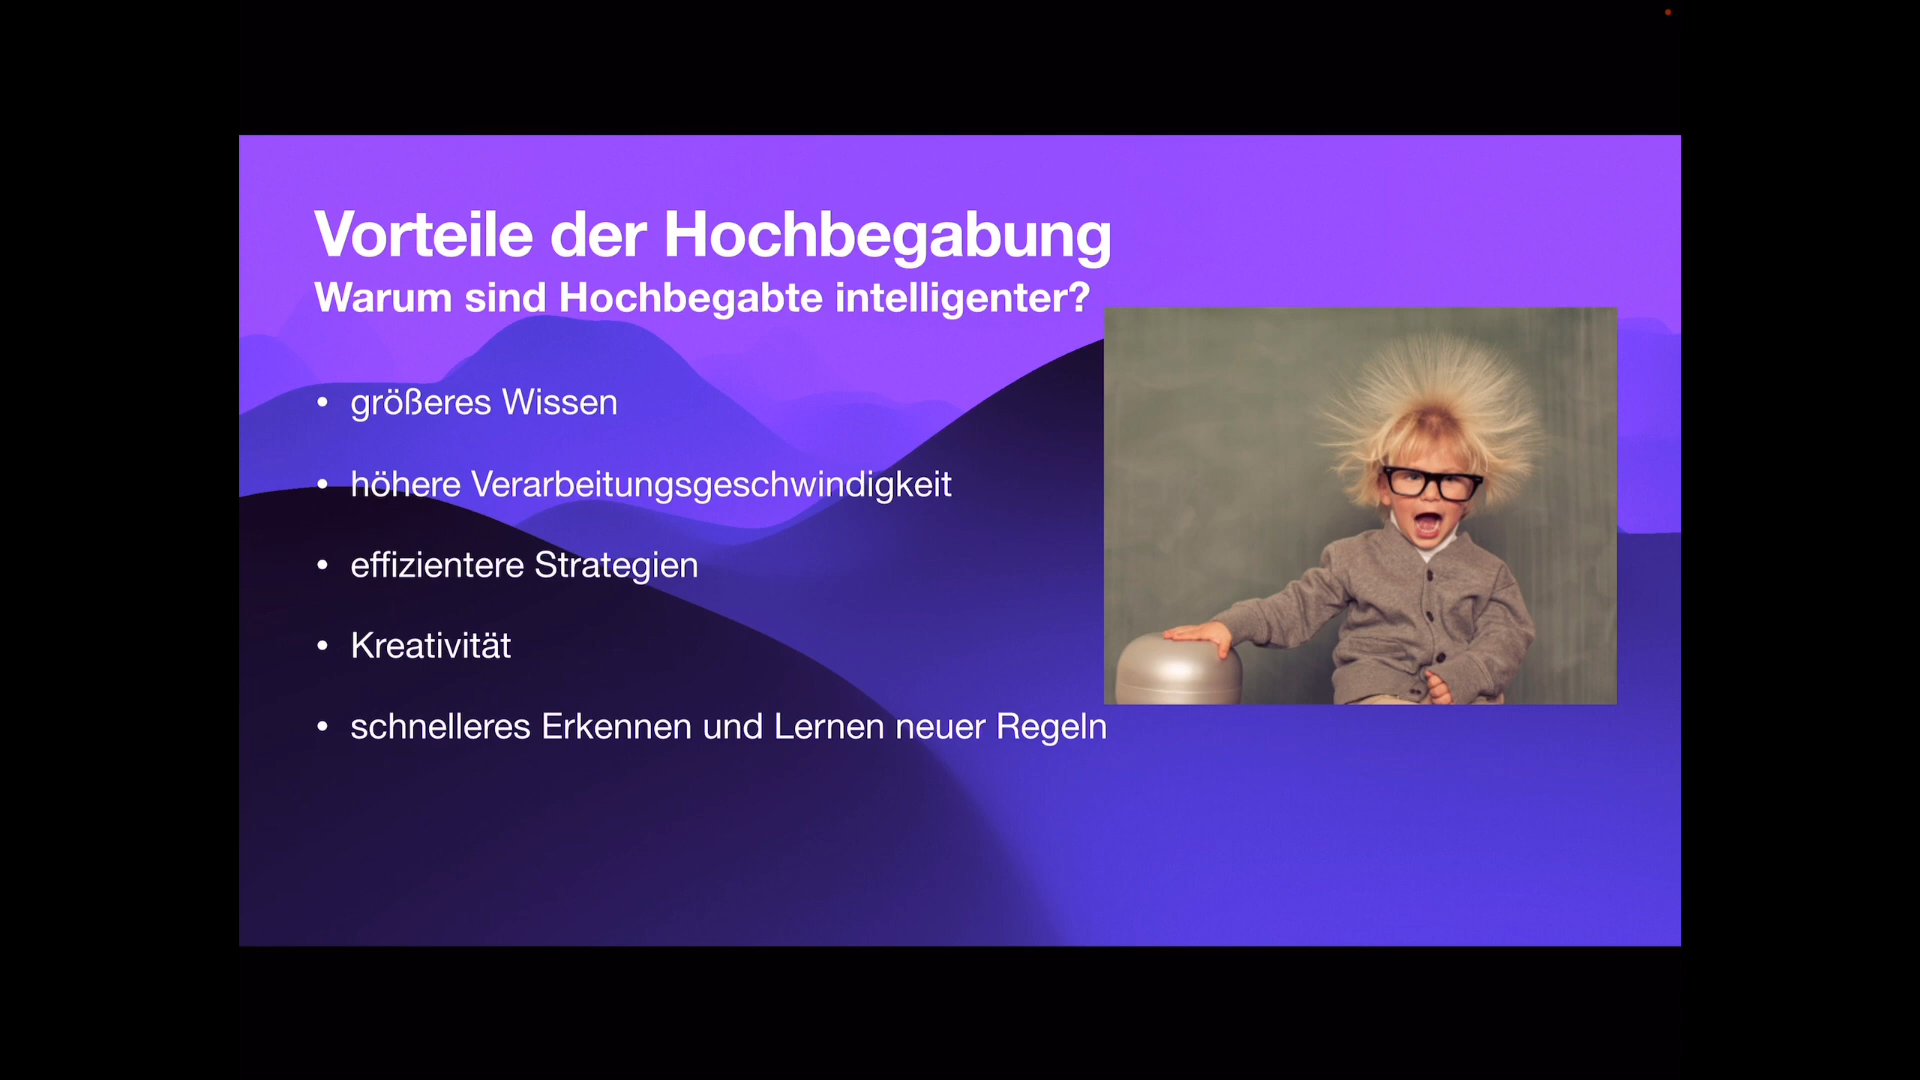 Vorteile der Hochbegabung
Warum sind Hochbegabte intelligenter?
• größeres Wissen
• höhere Verarbeitungsgeschwindigkeit
• effizientere Strategien
• Kreativität
• schnelleres Erkennen und Lernen neuer Regeln